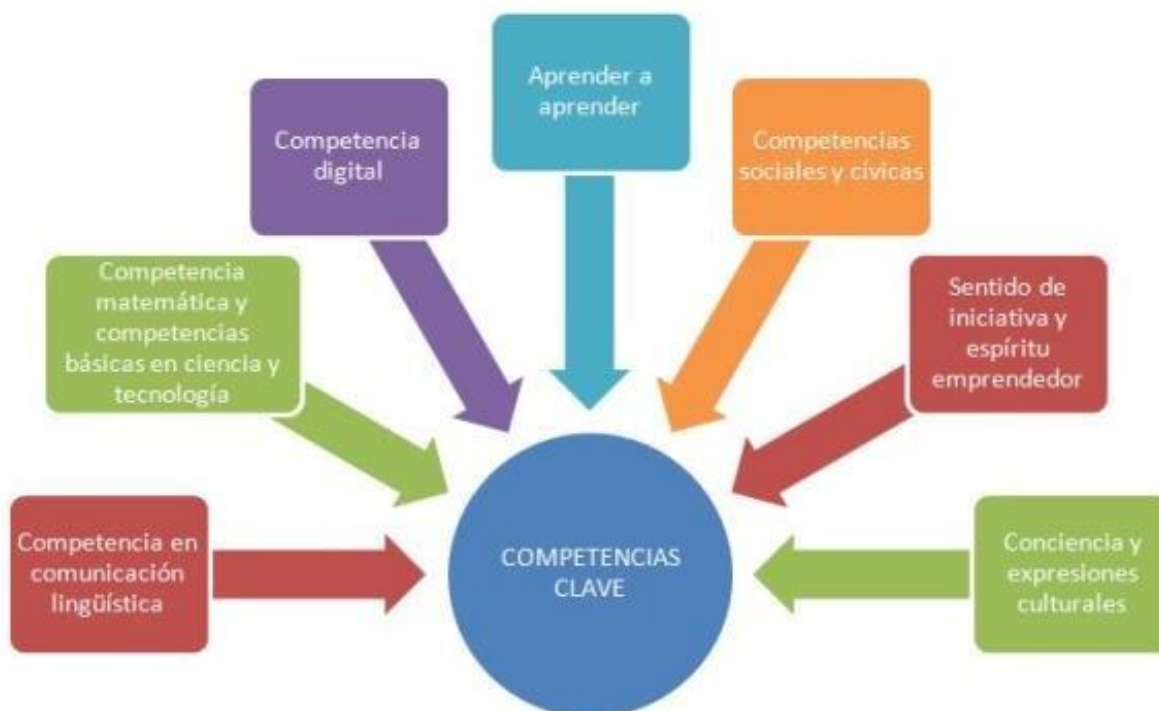 Aprender a
aprender
Competencia
digital
Competencias
sociales y cívicas
Competencia
matemática y
competencias
básicas en ciencia y
tecnología
Sentido de
iniciativa y
espíritu
emprendedor
Competencia en
comunicación
lingüística
COMPETENCIAS
CLAVE
Conciencia y
expresiones
culturales